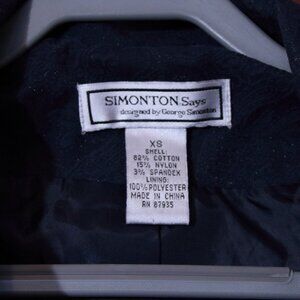 SIMONTON Says
designed by George Simonton
XS
SHELL:
82% COTTON
15% NYLON
3% SPANDEX
LINING:
100% POLYESTER
MADE IN CHINA
RN 87935